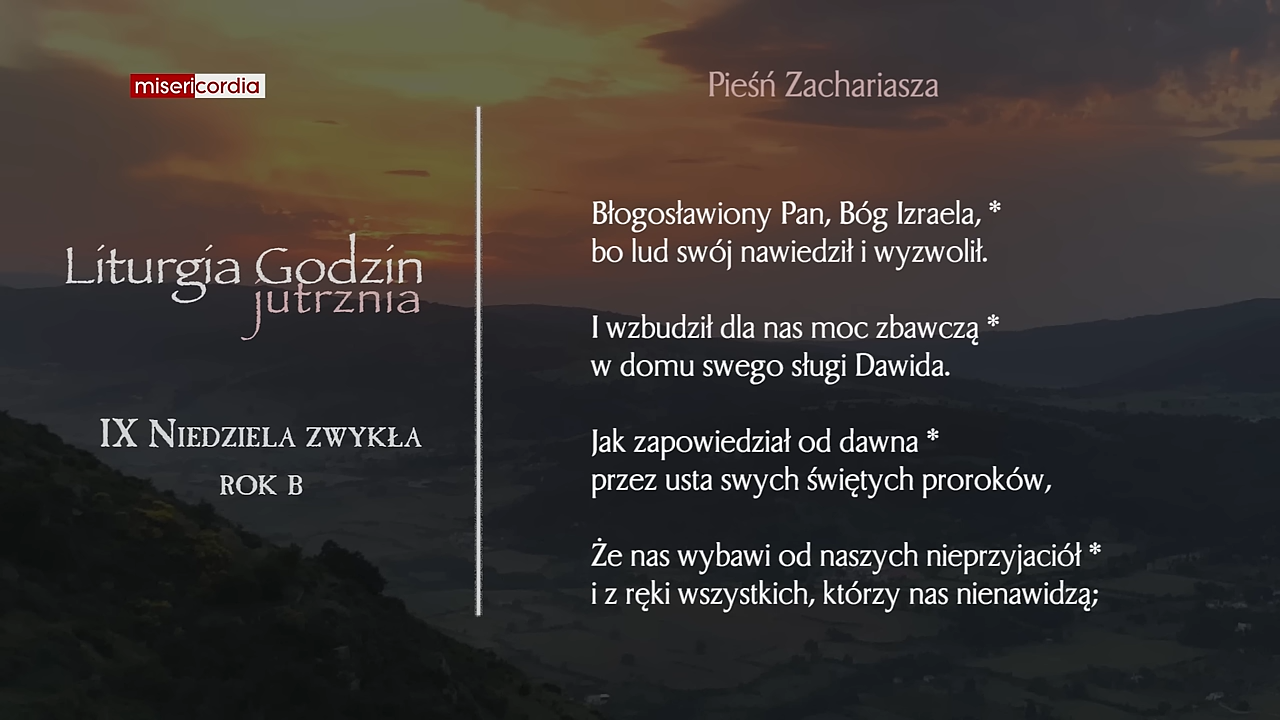 misericordia
Liturgia Godzin
jutrznia
IX Niedziela zwykła
rok B
Pieśń Zachariasza
Błogosławiony Pan, Bóg Izraela, *
bo lud swój nawiedził i wyzwolił.
I wzbudził dla nas moc zbawczą *
w domu swego sługi Dawida.
Jak zapowiedział od dawna *
przez usta swych świętych proroków,
Że nas wybawi od naszych nieprzyjaciół *
i z ręki wszystkich, którzy nas nienawidzą;